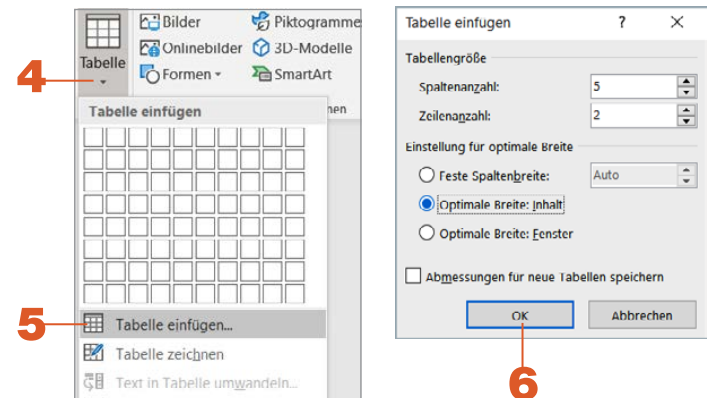 Bilder
Piktogramme
Onlinebilder
3D-Modelle
Tabelle
Formen
SmartArt
4
Tabelle einfügen
nen
5
Tabelle einfügen...
Tabelle zeichnen
Text in Tabelle umwandeln...
Tabelle einfügen ? ×
Tabellengröße
Spaltenanzahl: 5
Zeilenanzahl: 2
Einstellung für optimale Breite
Feste Spaltenbreite: Auto
Optimale Breite: Inhalt
Optimale Breite: Fenster
Abmessungen für neue Tabellen speichern
OK Abbrechen
6